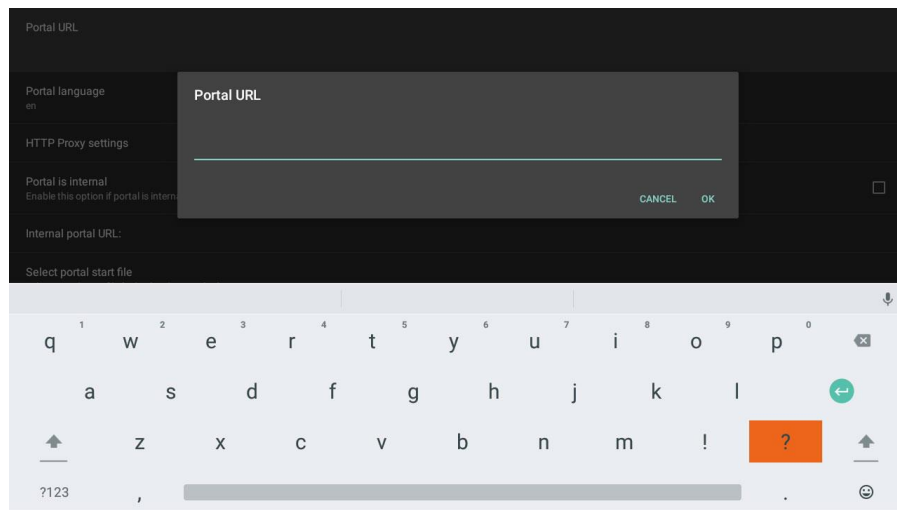 Portal URL
Portal language
en
HTTP Proxy settings
Portal is internal
Enable this option if portal is intern
Internal portal URL:
Select portal start file
Portal URL
CANCEL OK
1 2 3 4 5 6 7 8 9 0
q w e r t y u i o p
a s d f g h j k l
z x c v b n m ! ?
?123 , .